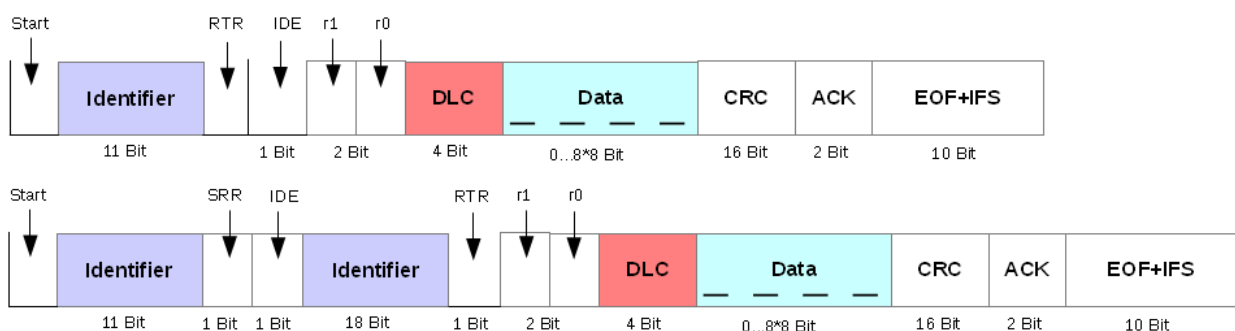 Start RTR IDE r1 r0
Identifier DLC Data CRC ACK EOF+IFS
11 Bit 1 Bit 2 Bit 4 Bit 0...8*8 Bit 16 Bit 2 Bit 10 Bit
Start SRR IDE RTR r1 r0
Identifier Identifier DLC Data CRC ACK EOF+IFS
11 Bit 1 Bit 1 Bit 18 Bit 1 Bit 2 Bit 4 Bit 0...8*8 Bit 16 Bit 2 Bit 10 Bit